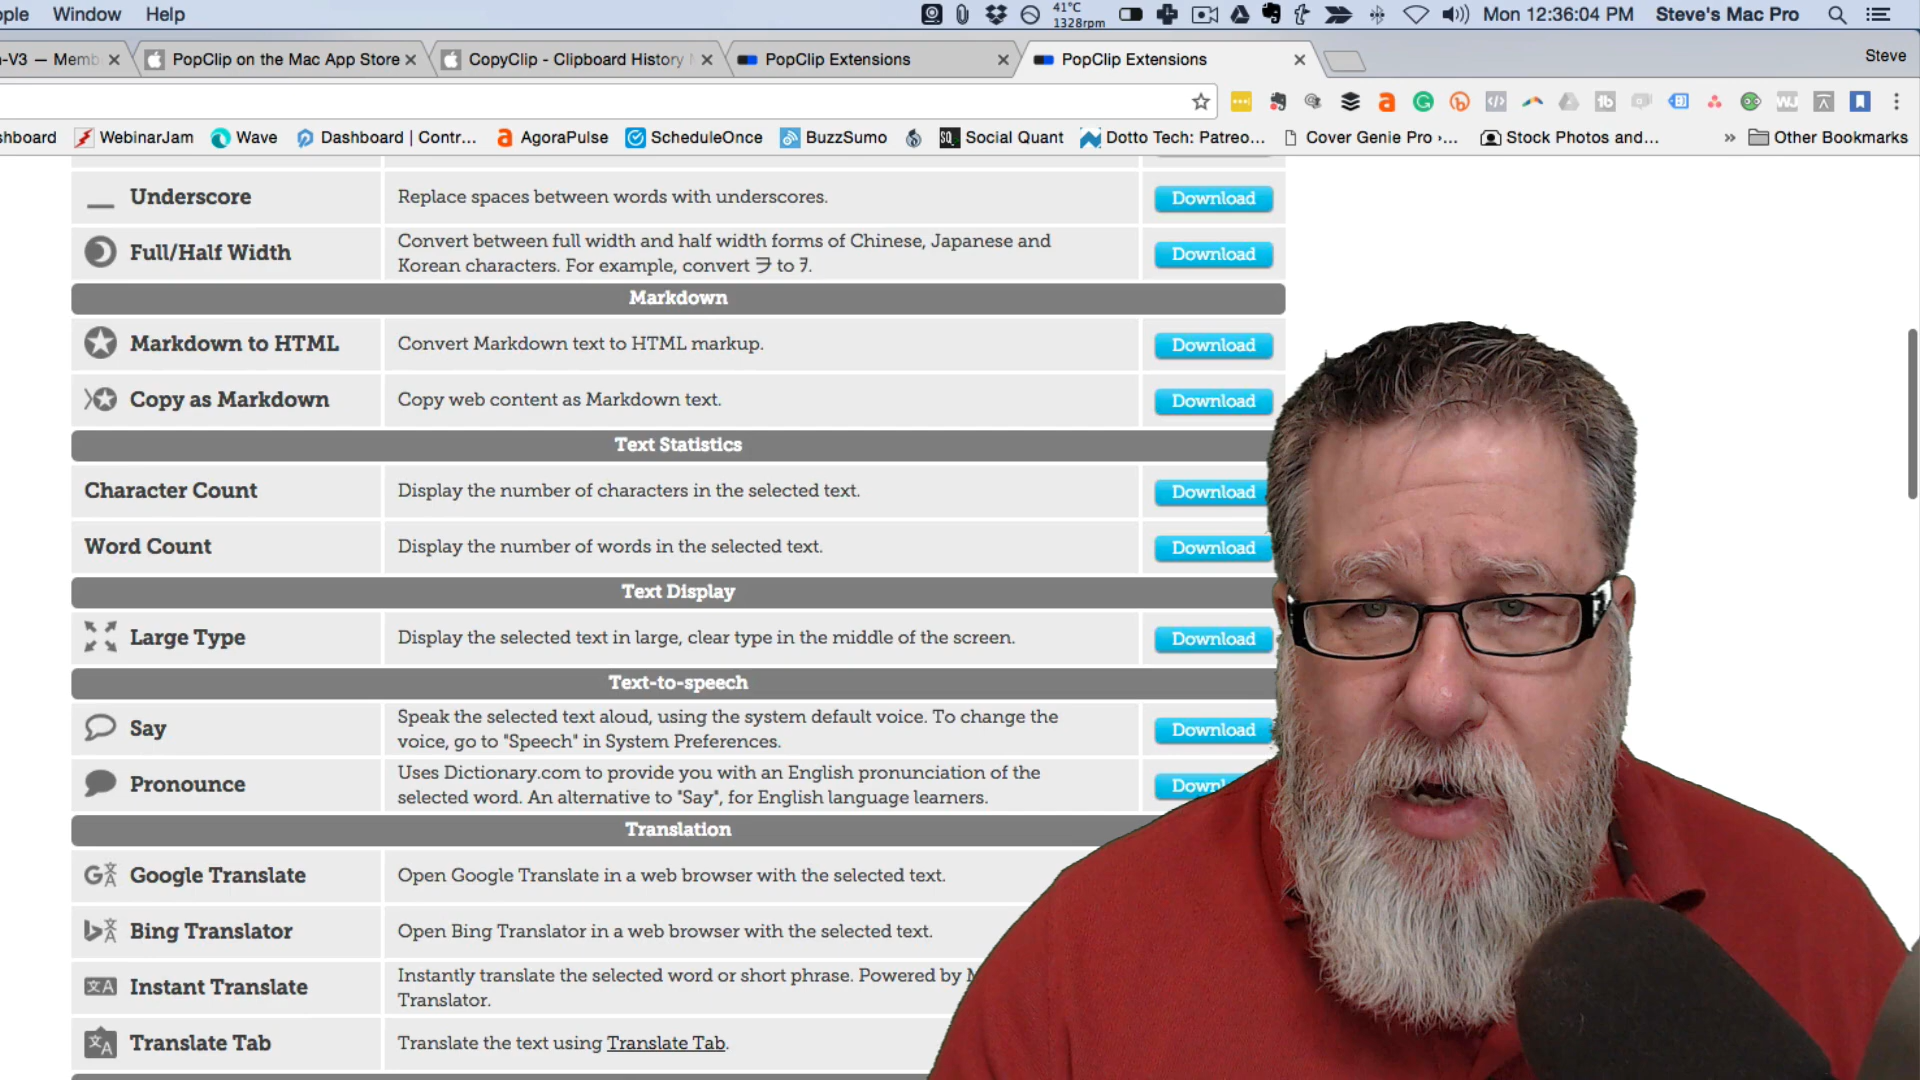 ople Window Help 41°C 1328rpm Mon 12:36:04 PM Steve's Mac Pro
n-V3 — Memb PopClip on the Mac App Store CopyClip - Clipboard History PopClip Extensions PopClip Extensions Steve
shboard WebinarJam Wave Dashboard | Contr... AgoraPulse ScheduleOnce BuzzSumo SQ Social Quant Dotto Tech: Patreo... Cover Genie Pro ›... Stock Photos and... » Other Bookmarks
Underscore Replace spaces between words with underscores. Download
Full/Half Width Convert between full width and half width forms of Chinese, Japanese and
Korean characters. For example, convert ヲ to ｦ. Download
Markdown
Markdown to HTML Convert Markdown text to HTML markup. Download
Copy as Markdown Copy web content as Markdown text. Download
Text Statistics
Character Count Display the number of characters in the selected text. Download
Word Count Display the number of words in the selected text. Download
Text Display
Large Type Display the selected text in large, clear type in the middle of the screen. Download
Text-to-speech
Say Speak the selected text aloud, using the system default voice. To change the
voice, go to "Speech" in System Preferences. Download
Pronounce Uses Dictionary.com to provide you with an English pronunciation of the
selected word. An alternative to "Say", for English language learners. Downl
Translation
Google Translate Open Google Translate in a web browser with the selected text.
Bing Translator Open Bing Translator in a web browser with the selected text.
Instant Translate Instantly translate the selected word or short phrase. Powered by M
Translator.
Translate Tab Translate the text using Translate Tab.